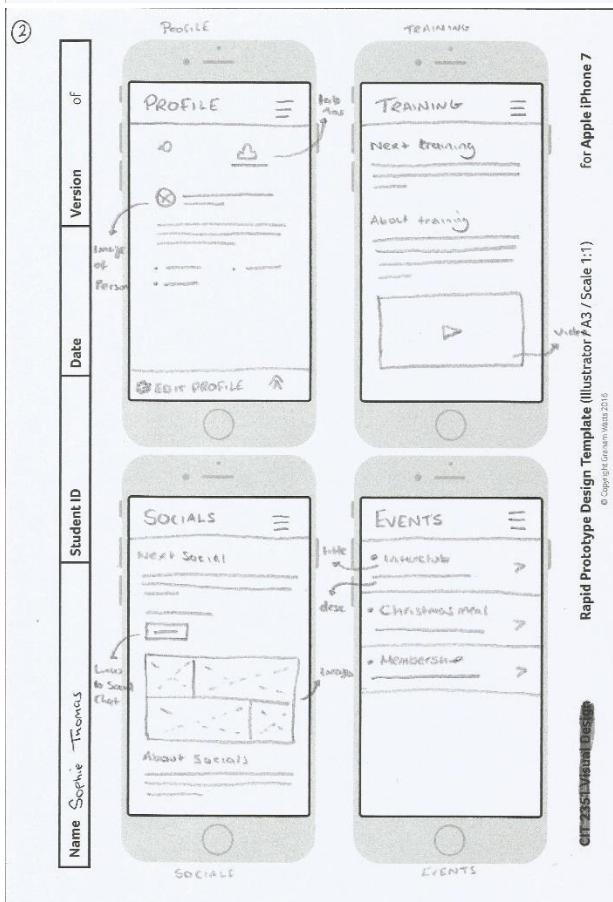 2
PROFILE
TRAINING
PROFILE
Image
of
Person
EDIT PROFILE
TRAINING
Next training
About training
Video
SOCIALS
Next Social
to Social
Chat
Images
About Socials
SOCIALS
EVENTS
title
desc
Interclub
Christmas meal
Membership
EVENTS
Name Sophie Thomas
Student ID
Date
Version of
CIT 2351 Visual Design
Rapid Prototype Design Template (Illustrator / A3 / Scale 1:1)
for Apple iPhone 7
© Copyright Graham Watts 2016